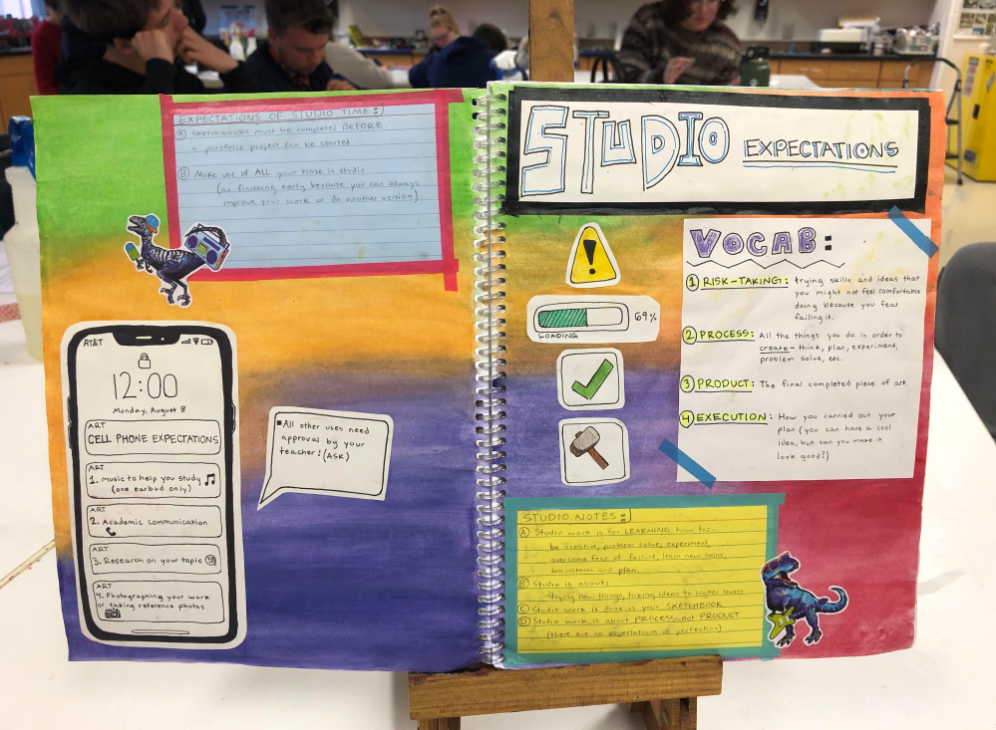 EXPECTATIONS OF STUDIO TIME:
Ⓐ Sketchbooks must be completed BEFORE
a portfolio project can be started
Ⓑ Make use of ALL your time in studio
(no finishing early because you can always
improve your work or do another version)
AT&T
12:00
Monday, August 8
ART
CELL PHONE EXPECTATIONS
ART
1. Music to help you study
(one earbud only)
ART
2. Academic communication
ART
3. Research on your topic
ART
4. Photographing your work
or taking reference photos
▪All other uses need
approval by your
teacher! (ASK)
STUDIO EXPECTATIONS
!
69%
LOADING
VOCAB:
① RISK-TAKING: trying skills and ideas that
you might not feel comfortable
doing because you fear
failing it.
② PROCESS: All the things you do in order to
create - think, plan, experiment,
problem solve, etc...
③ PRODUCT: The final completed piece of art.
④ EXECUTION: How you carried out your
plan (you can have a cool
idea, but can you make it
look good?)
STUDIO NOTES:
Ⓐ Studio work is for LEARNING how to:
be creative, problem solve, experiment,
overcome fear of failure, learn new skills,
brainstorm and plan.
Ⓑ Studio is about:
trying new things, taking ideas to higher levels
Ⓒ Studio work is done is your SKETCHBOOK
Ⓓ Studio work is about PROCESS not PRODUCT
(there are no expectations of perfection)